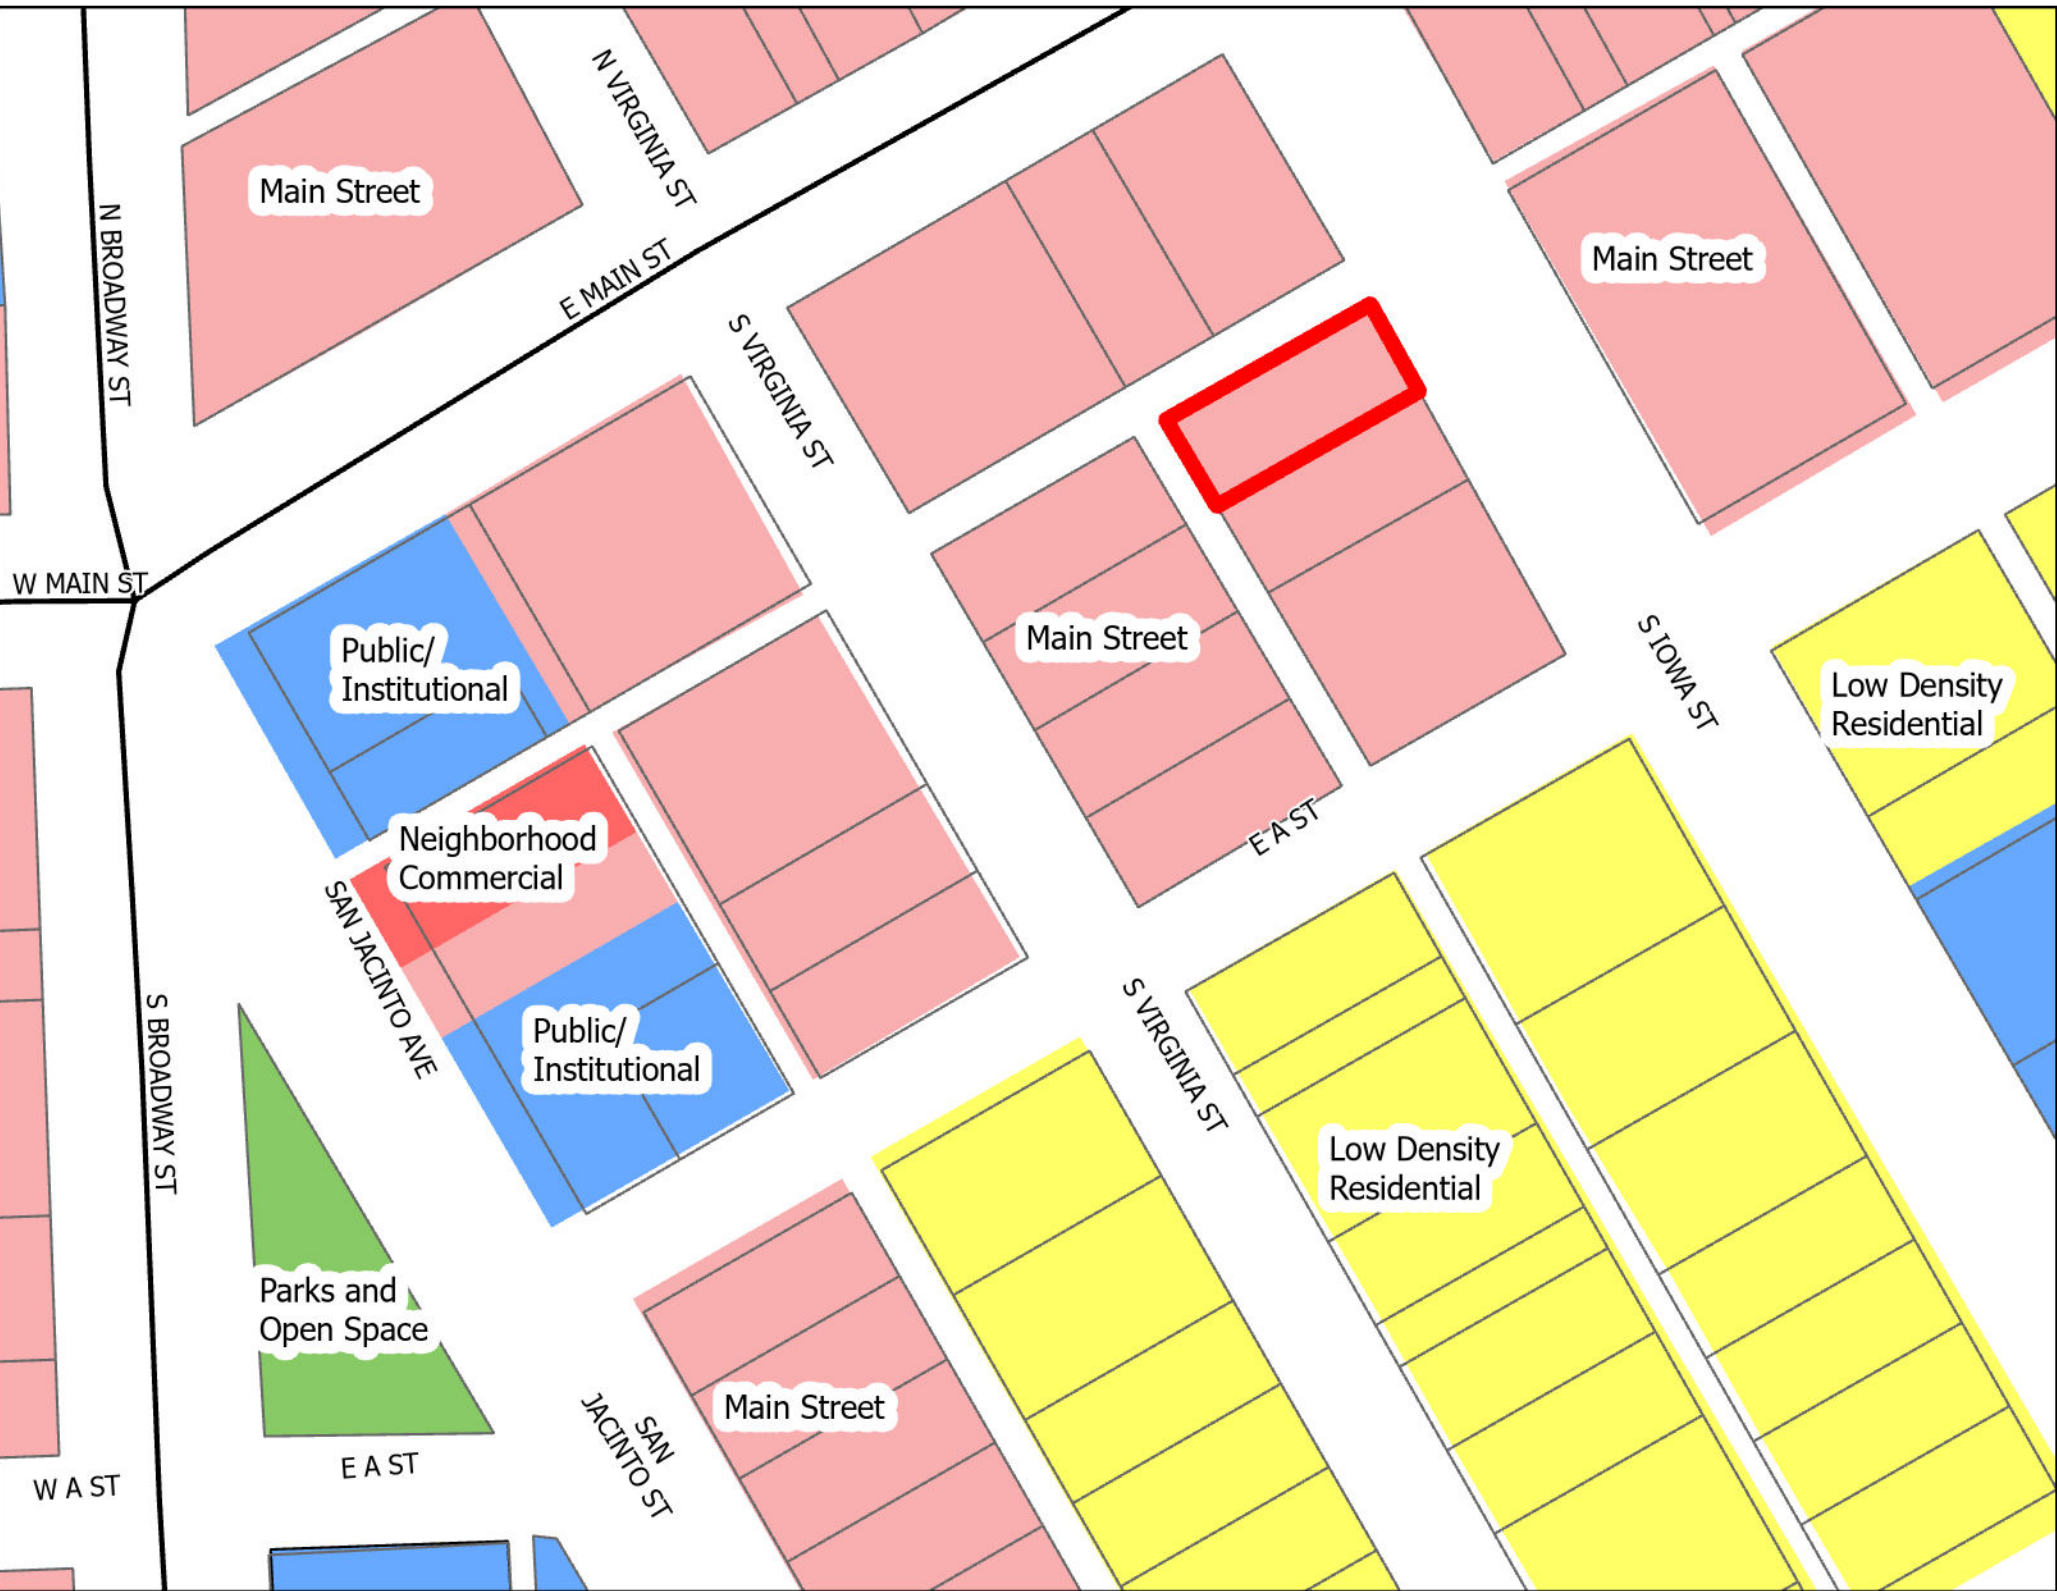 N VIRGINIA ST
Main Street
N BROADWAY ST
E MAIN ST
Main Street
S VIRGINIA ST
W MAIN ST
Public/
Institutional
Main Street
S IOWA ST
Low Density
Residential
Neighborhood
Commercial
E A ST
SAN JACINTO AVE
S BROADWAY ST
Public/
Institutional
S VIRGINIA ST
Low Density
Residential
Parks and
Open Space
Main Street
SAN
JACINTO ST
E A ST
W A ST